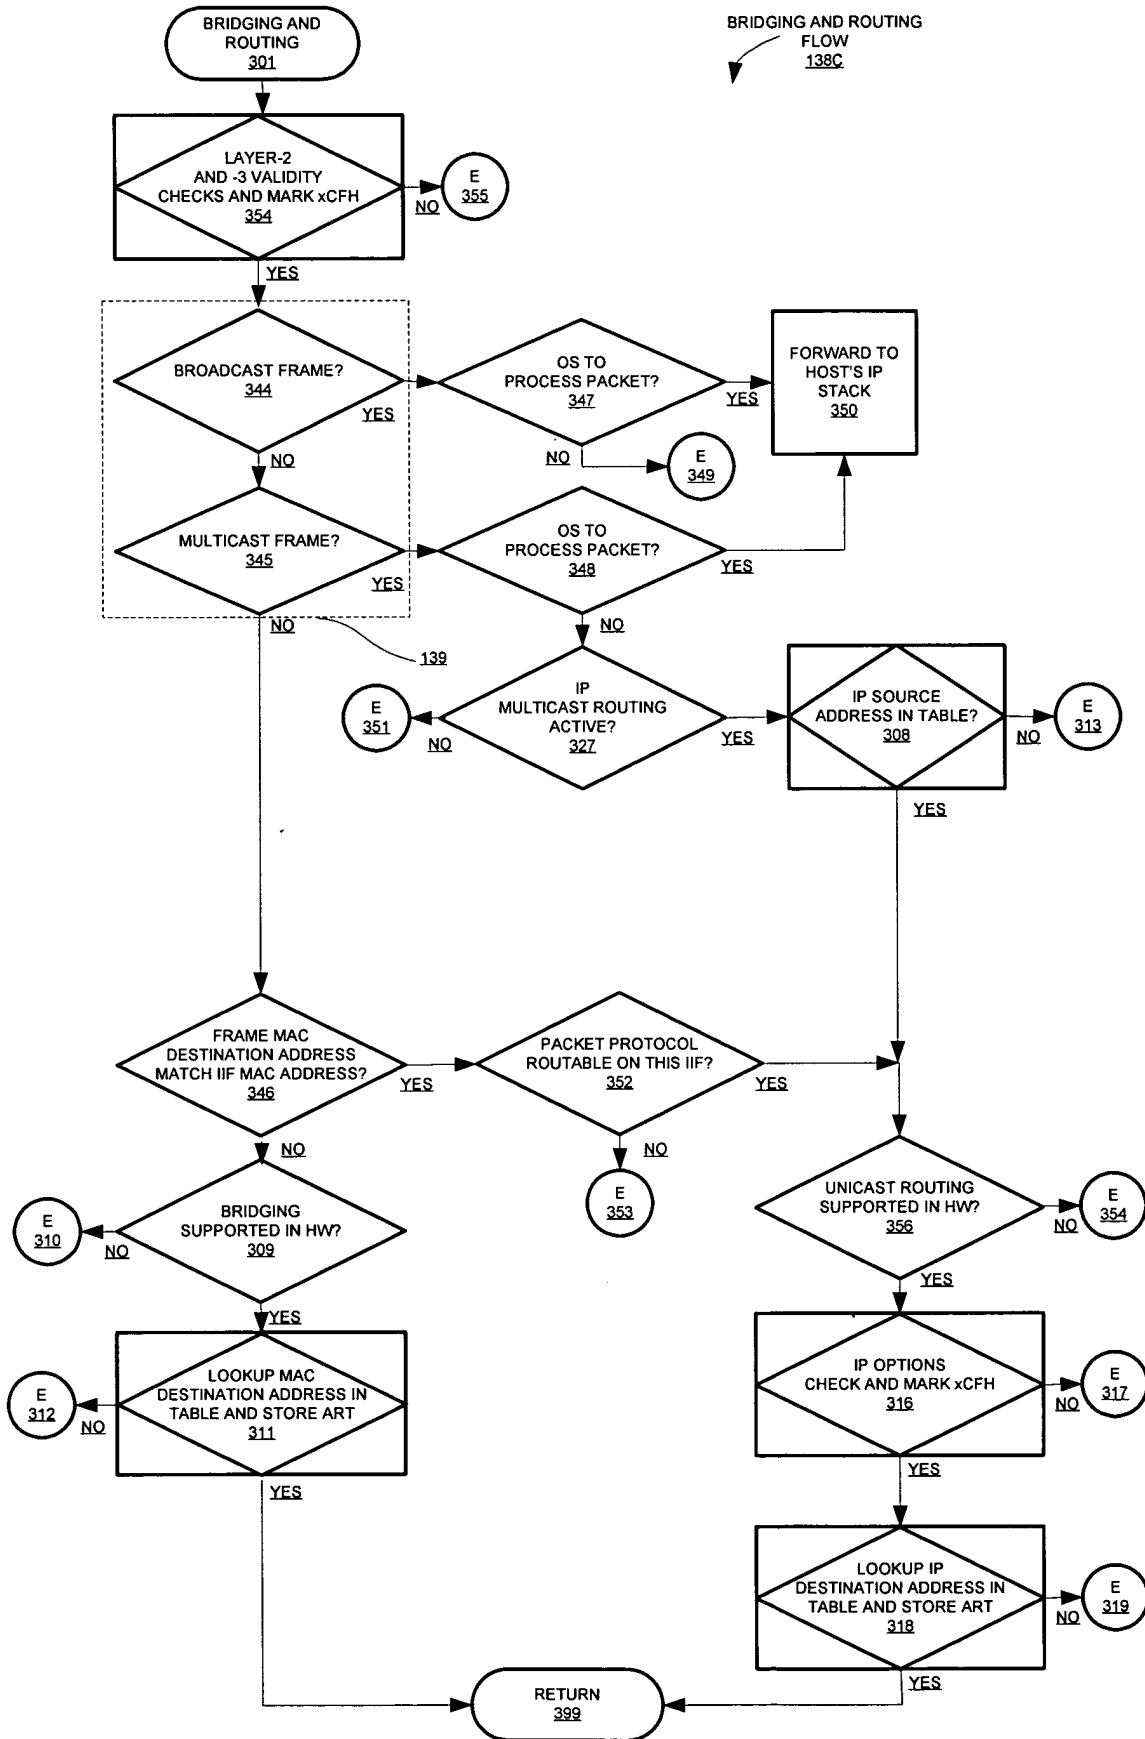 BRIDGING AND
ROUTING
301
BRIDGING AND ROUTING
FLOW
138C
LAYER-2
AND -3 VALIDITY
CHECKS AND MARK xCFH
354
NO
E
355
YES
BROADCAST FRAME?
344
YES
NO
OS TO
PROCESS PACKET?
347
YES
NO
E
349
FORWARD TO
HOST'S IP
STACK
350
MULTICAST FRAME?
345
YES
NO
139
OS TO
PROCESS PACKET?
348
YES
NO
IP
MULTICAST ROUTING
ACTIVE?
327
NO
E
351
YES
IP SOURCE
ADDRESS IN TABLE?
308
NO
E
313
YES
FRAME MAC
DESTINATION ADDRESS
MATCH IIF MAC ADDRESS?
346
YES
NO
PACKET PROTOCOL
ROUTABLE ON THIS IIF?
352
YES
NO
E
353
BRIDGING
SUPPORTED IN HW?
309
NO
E
310
YES
UNICAST ROUTING
SUPPORTED IN HW?
356
NO
E
354
YES
LOOKUP MAC
DESTINATION ADDRESS IN
TABLE AND STORE ART
311
NO
E
312
YES
IP OPTIONS
CHECK AND MARK xCFH
316
NO
E
317
YES
LOOKUP IP
DESTINATION ADDRESS IN
TABLE AND STORE ART
318
NO
E
319
YES
RETURN
399